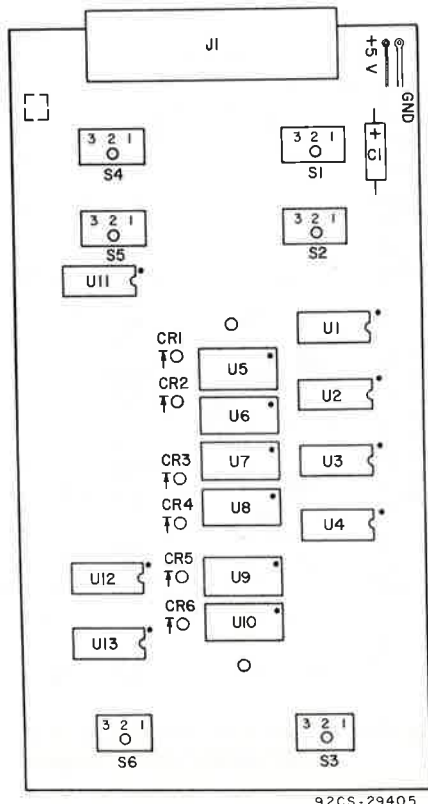 J1
+5 V
GND
+ C1
3 2 1
S4
3 2 1
S1
3 2 1
S5
3 2 1
S2
U11
U1
CR1
U5
CR2
U2
U6
CR3
U7
U3
CR4
U8
U4
CR5
U12
U9
CR6
U10
U13
3 2 1
S6
3 2 1
S3
92CS-29405